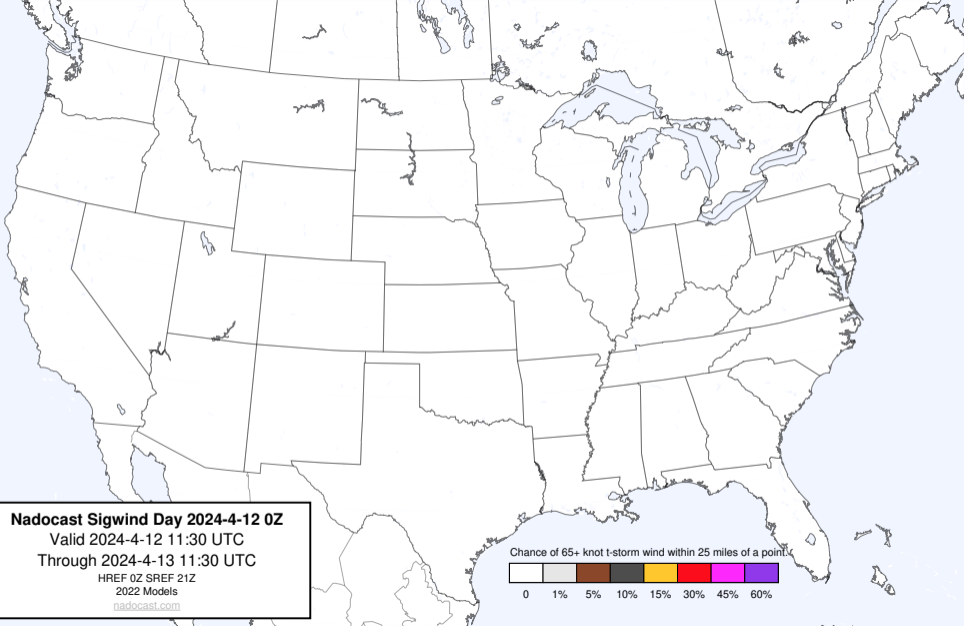 Nadocast Sigwind Day 2024-4-12 0Z
Valid 2024-4-12 11:30 UTC
Through 2024-4-13 11:30 UTC
HREF 0Z SREF 21Z
2022 Models
nadocast.com
Chance of 65+ knot t-storm wind within 25 miles of a point.
0 1% 5% 10% 15% 30% 45% 60%